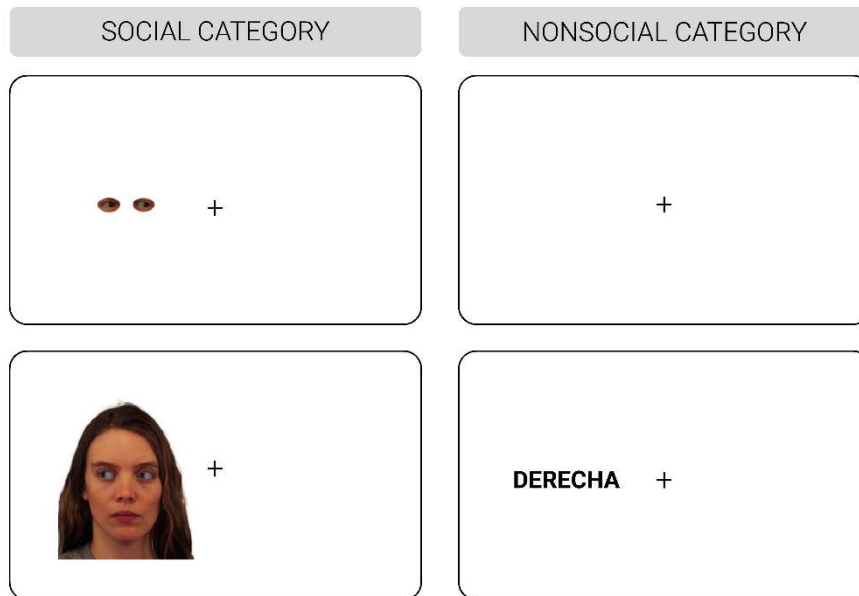 SOCIAL CATEGORY
NONSOCIAL CATEGORY
+
+
+
DERECHA +